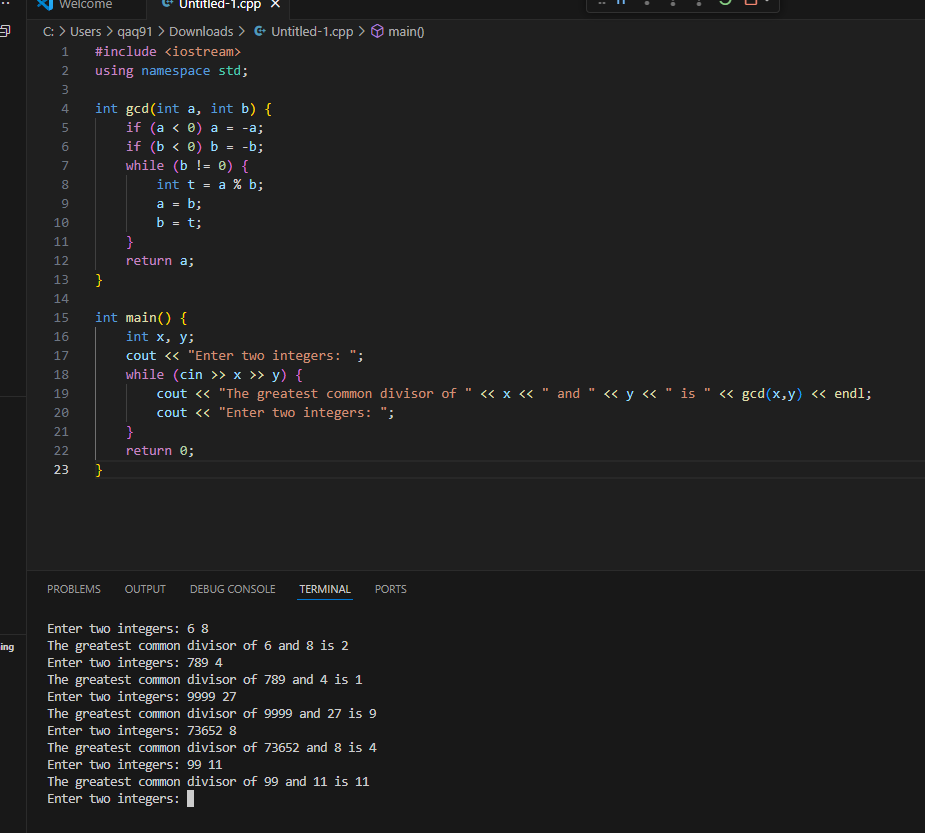 Welcome Untitled-1.cpp
C: > Users > qaq91 > Downloads > Untitled-1.cpp > main()
1 #include <iostream>
2 using namespace std;
3
4 int gcd(int a, int b) {
5 if (a < 0) a = -a;
6 if (b < 0) b = -b;
7 while (b != 0) {
8 int t = a % b;
9 a = b;
10 b = t;
11 }
12 return a;
13 }
14
15 int main() {
16 int x, y;
17 cout << "Enter two integers: ";
18 while (cin >> x >> y) {
19 cout << "The greatest common divisor of " << x << " and " << y << " is " << gcd(x,y) << endl;
20 cout << "Enter two integers: ";
21 }
22 return 0;
23 }
PROBLEMS OUTPUT DEBUG CONSOLE TERMINAL PORTS
Enter two integers: 6 8
ing
The greatest common divisor of 6 and 8 is 2
Enter two integers: 789 4
The greatest common divisor of 789 and 4 is 1
Enter two integers: 9999 27
The greatest common divisor of 9999 and 27 is 9
Enter two integers: 73652 8
The greatest common divisor of 73652 and 8 is 4
Enter two integers: 99 11
The greatest common divisor of 99 and 11 is 11
Enter two integers: